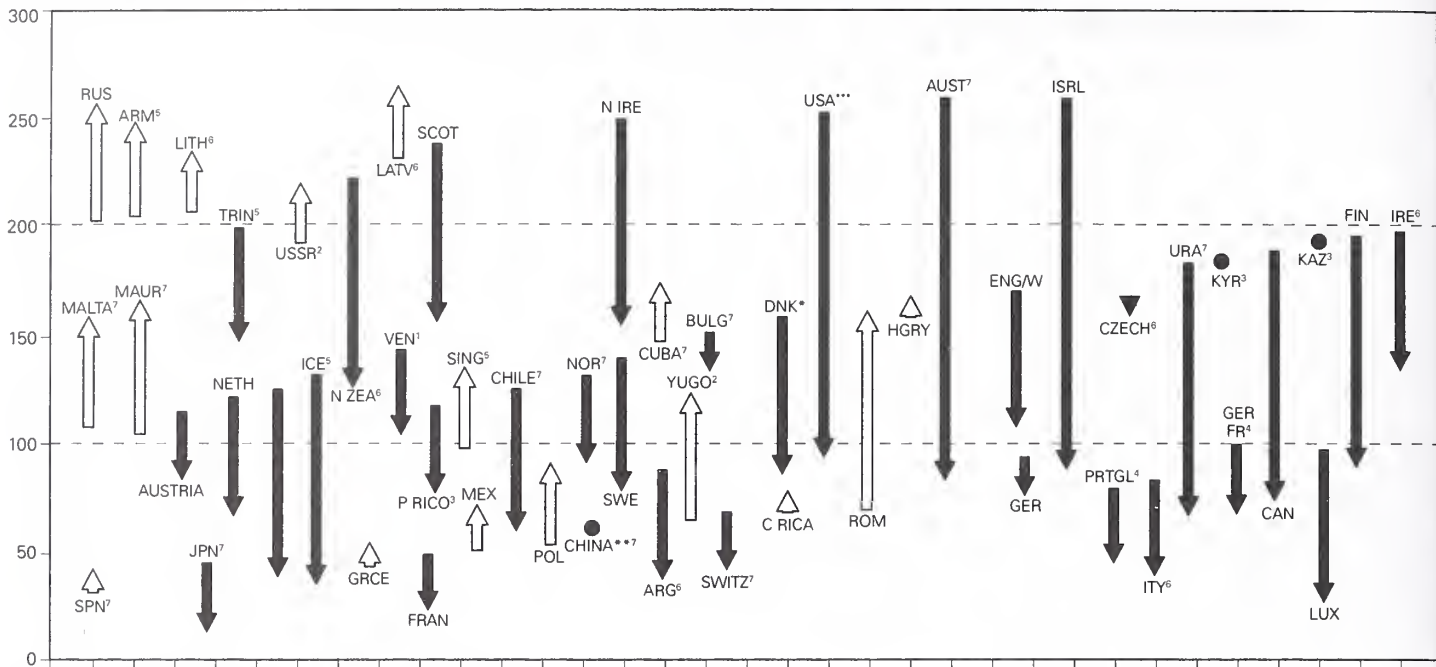 300
250
200
150
100
50
0
RUS
ARM⁵
LITH⁶
TRIN⁵
USSR²
LATV⁶
SCOT
N IRE
USA•••
AUST⁷
ISRL
FIN
IRE⁶
URA⁷
KYR³
KAZ³
MALTA⁷
MAUR⁷
NETH
ICE⁵
N ZEA⁶
VEN¹
SING⁵
CHILE⁷
NOR⁷
CUBA⁷
BULG⁷
YUGO²
DNK•
HGRY
ENG/W
CZECH⁶
GER
FR⁴
AUSTRIA
P RICO³
MEX
SWE
C RICA
ROM
GER
PRTGL⁴
CAN
JPN⁷
GRCE
POL
CHINA••⁷
SPN⁷
FRAN
ARG⁶
SWITZ⁷
ITY⁶
LUX